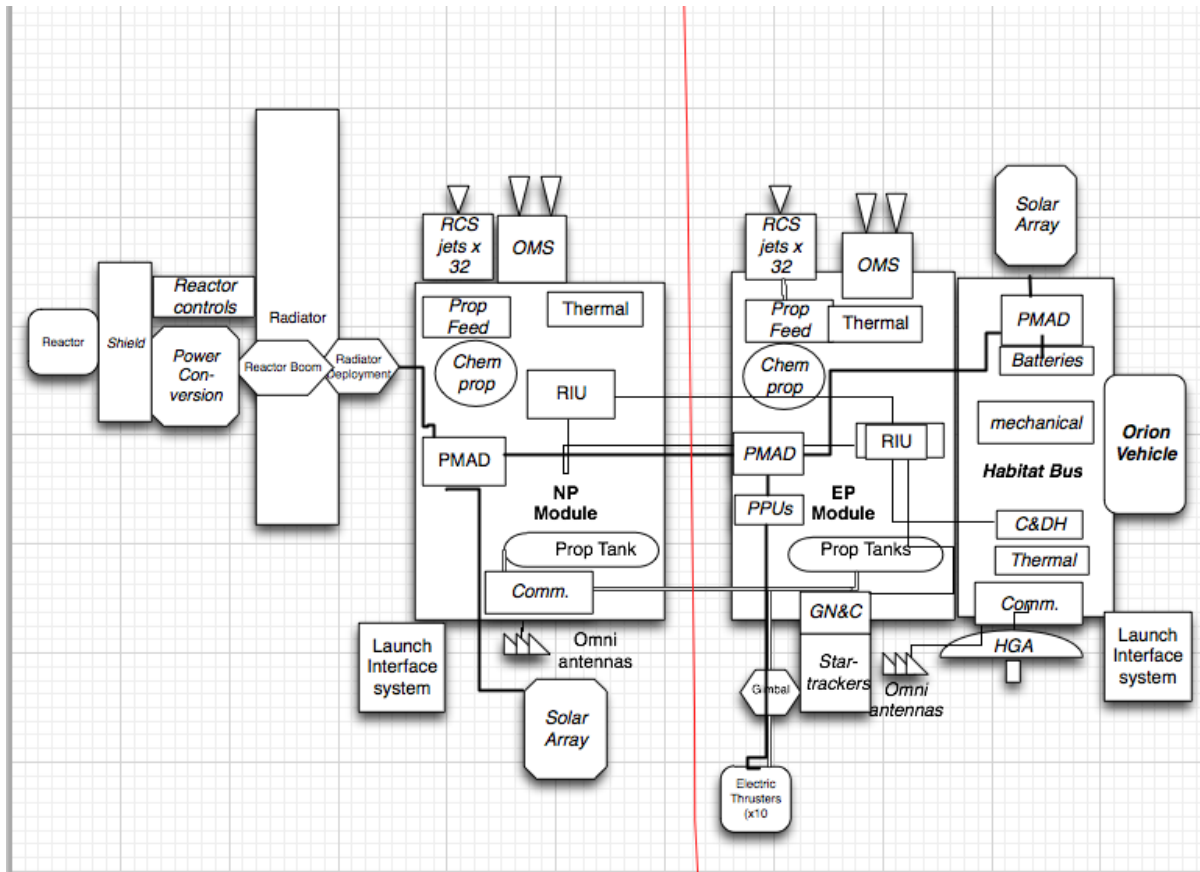 Reactor
Shield
Reactor
controls
Power
Con-
version
Radiator
Reactor Boom
Radiator
Deployment
RCS
jets x
32
OMS
Prop
Feed
Thermal
Chem
prop
RIU
PMAD
NP
Module
Prop Tank
Comm.
Launch
Interface
system
Omni
antennas
Solar
Array
RCS
jets x
32
OMS
Prop
Feed
Thermal
Chem
prop
PMAD
RIU
PPUs
EP
Module
Prop Tanks
GN&C
Star-
trackers
Gimbal
Omni
antennas
Electric
Thrusters
(x10
Solar
Array
PMAD
Batteries
mechanical
Habitat Bus
Orion
Vehicle
C&DH
Thermal
Comm.
HGA
Launch
Interface
system